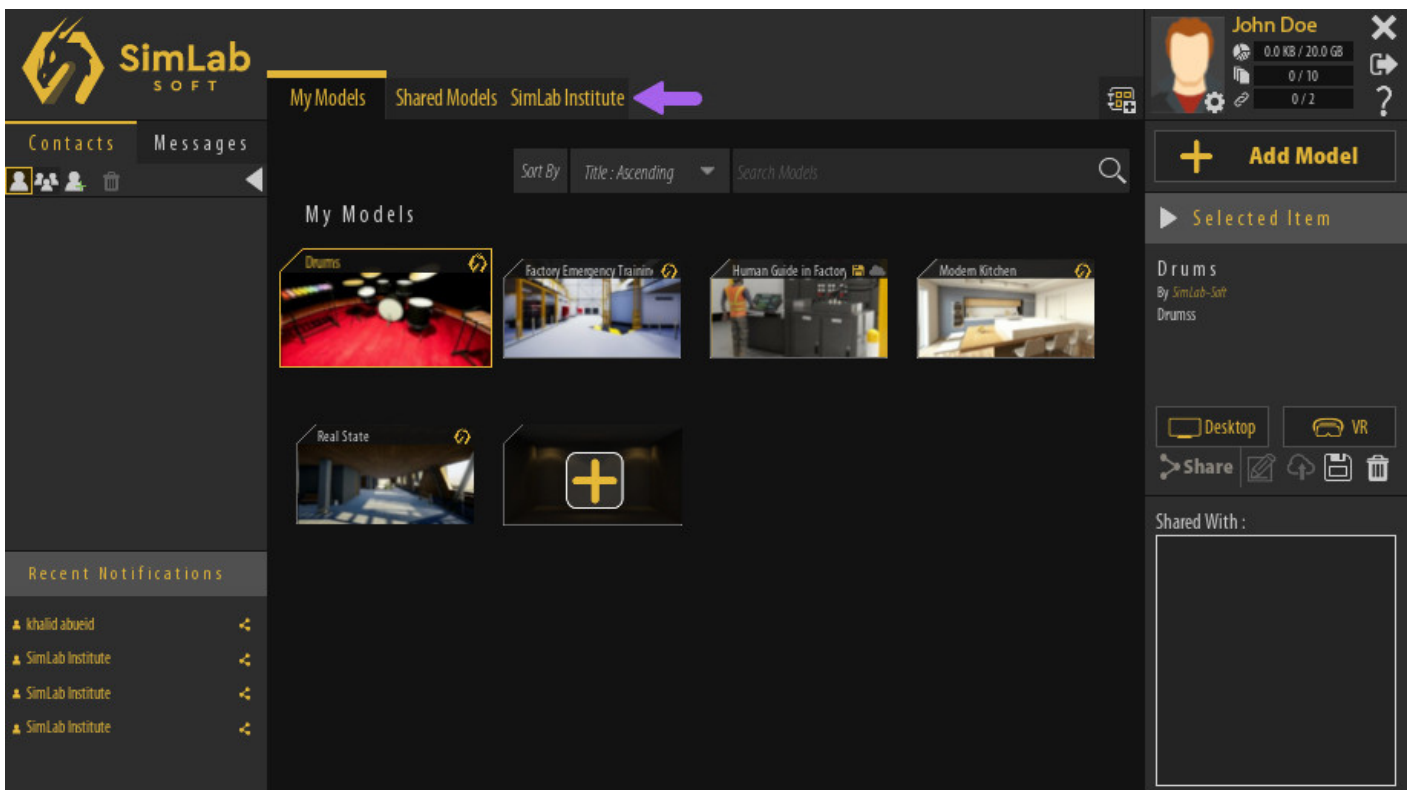 SimLab
SOFT
My Models
Shared Models
SimLab Institute
John Doe
0.0 KB / 20.0 GB
0 / 10
0 / 2
?
Contacts
Messages
Sort By
Title : Ascending
Search Models
Add Model
My Models
Selected Item
Drums
Factory Emergency Trainin
Human Guide in Factory
Modern Kitchen
Real State
Drums
By SimLab-Soft
Drumss
Desktop
VR
Share
Shared With :
Recent Notifications
khalid abueid
SimLab Institute
SimLab Institute
SimLab Institute